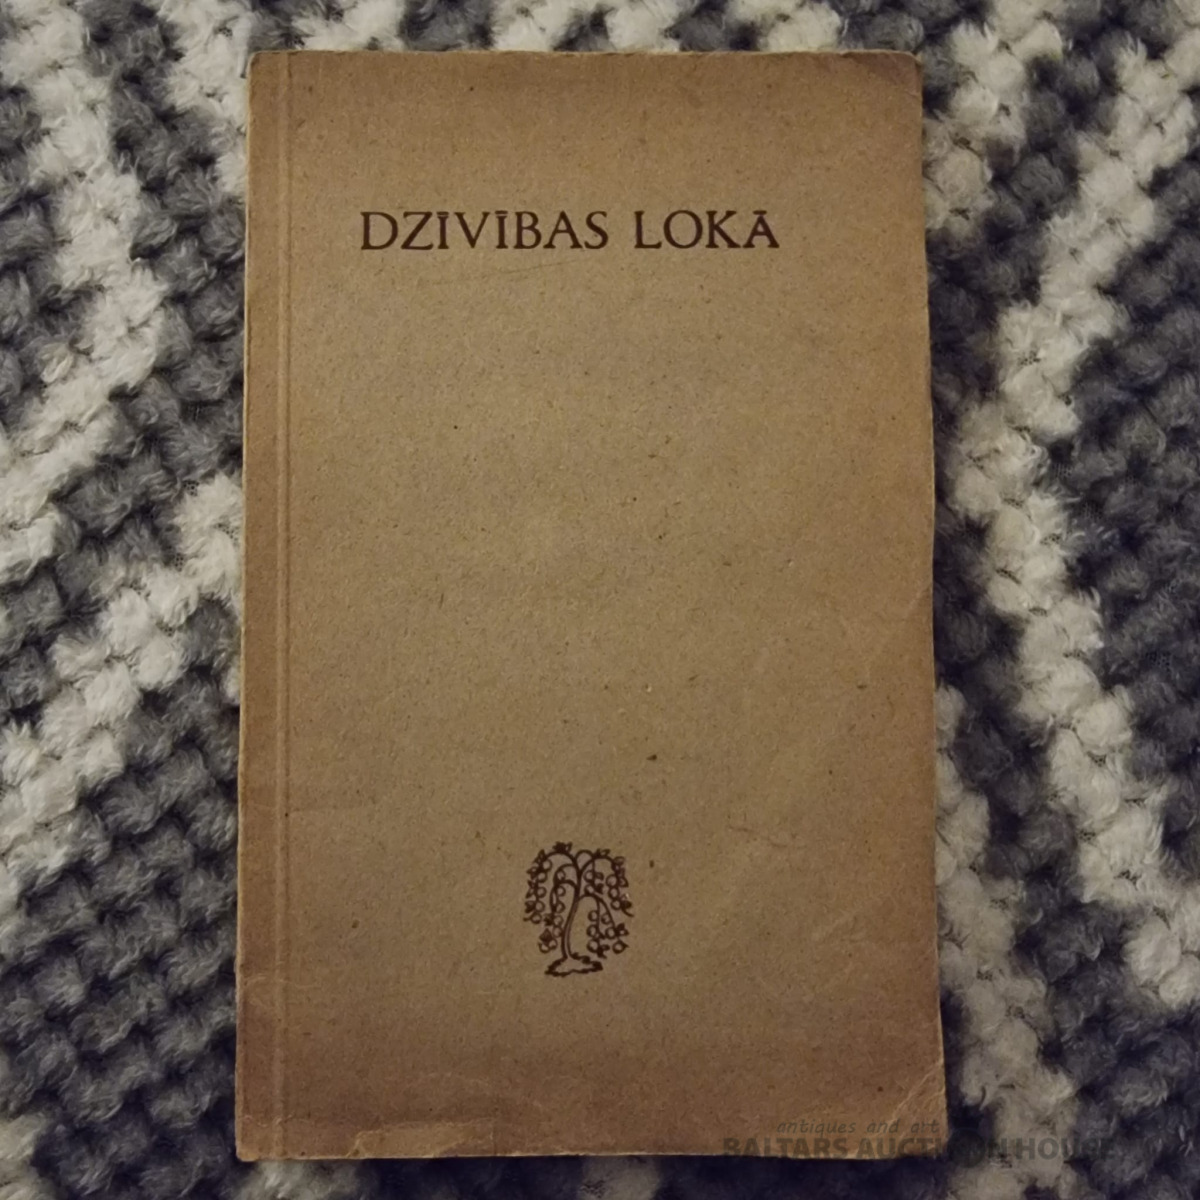 DZĪVĪBAS LOKĀ
antiques and art
BALTARS AUCTION HOUSE